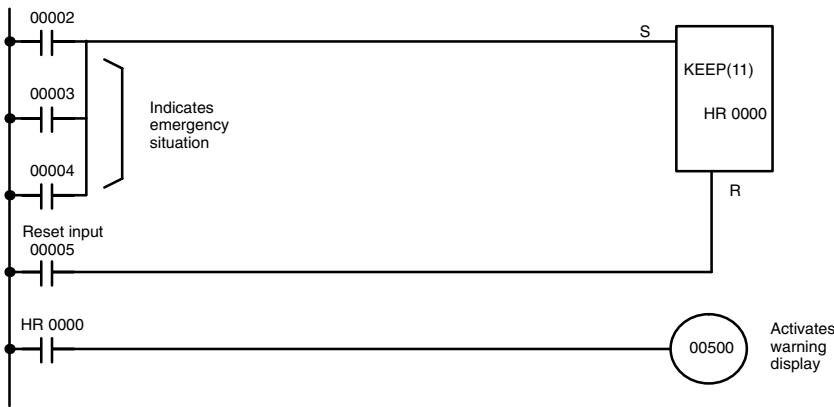 00002
S
KEEP(11)
HR 0000
00003
Indicates
emergency
situation
00004
R
Reset input
00005
HR 0000
00500
Activates
warning
display